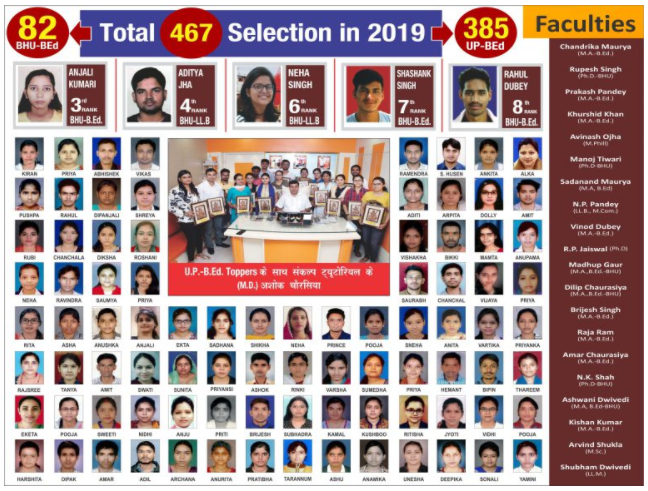 82
BHU-BEd
Total 467 Selection in 2019
385
UP-BEd
ANJALI
KUMARI
3rd
RANK
BHU-B.Ed.
ADITYA
JHA
4th
RANK
BHU-LL.B
NEHA
SINGH
6th
RANK
BHU-LL.B
SHASHANK
SINGH
7th
RANK
BHU-B.Ed.
RAHUL
DUBEY
8th
RANK
BHU-B.Ed.
KIRAN PRIYA ABHISHEK VIKAS
RAMENDRA S. HUSEN ANKITA ALKA
PUSHPA RAHUL DIPANJALI SHREYA
ADITI ARPITA DOLLY AMIT
RUBI CHANCHALA DIKSHA ROSHANI
VISHAKHA BIKKI MAMTA ANUPAMA
NEHA RAVINDRA SAUMYA PRIYA
SAURABH CHANCHAL VIJAYA PRIYA
U.P.-B.Ed. Toppers के साथ संकल्प ट्यूटोरियल के
(M.D.) अशोक चौरसिया
RITA ASHA ANUSHKA ANJALI EKTA SADHANA SHIKHA NEHA PRINCE POOJA SNEHA ANITA VARTIKA PRIYANKA
RAJSREE TANYA AMIT SWATI SUNITA PRIYANSI ASHOK RINKI VARSHA SUMEDHA PRIYA HEMANT BIPIN THAREEM
EKETA POOJA SWEETI NIDHI ANJU PRITI BRIJESH SUBHADRA KAMAL KUSHBOO RITISHA JYOTI VIDHI POOJA
HARSHITA DIPAK AMAR ADIL ARCHANA ANURITA PRATIBHA TARANNUM ASHU ANAMIKA UNESHA DEEPIKA SONALI YAMINI
Faculties
Chandrika Maurya
(M.A.-B.Ed.)
Rupesh Singh
(Ph.D.-BHU)
Prakash Pandey
(M.A.-B.Ed.)
Khurshid Khan
(M.A.-B.Ed.)
Avinash Ojha
(M.Phil)
Manoj Tiwari
(Ph.D-BHU)
Sadanand Maurya
(M.A, B.Ed)
N.P. Pandey
(LL.B., M.Com.)
Vinod Dubey
(M.A.-B.Ed.)
R.P. Jaiswal (Ph.D)
Madhup Gaur
(M.A.,B.Ed.-BHU)
Dilip Chaurasiya
(M.A.,B.Ed.-BHU)
Brijesh Singh
(M.A.-B.Ed.)
Raja Ram
(M.A.-B.Ed.)
Amar Chaurasiya
(M.A.-B.Ed.)
N.K. Shah
(Ph.D-BHU)
Ashwani Dwivedi
(M.A, B.Ed-BHU)
Kishan Kumar
(M.A.-B.Ed.)
Arvind Shukla
(M.Sc.)
Shubham Dwivedi
(LL.M.)